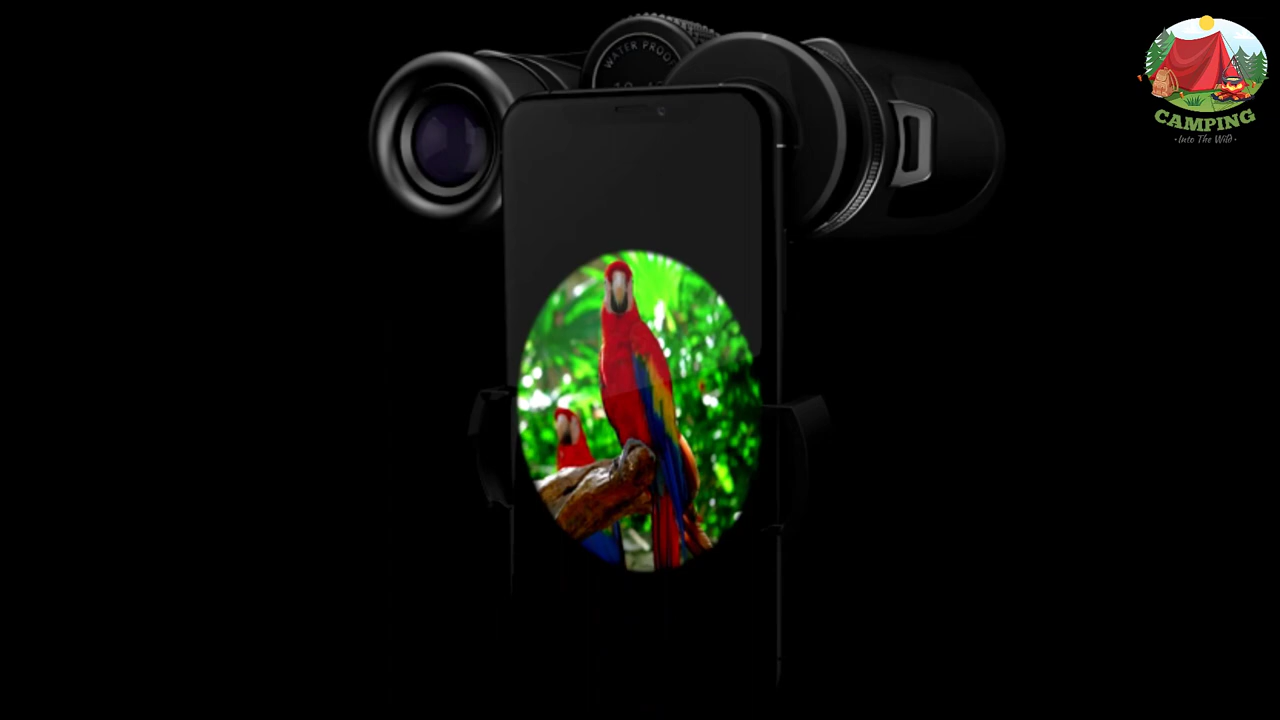 WATER PROOF
CAMPING
• Into The Wild •